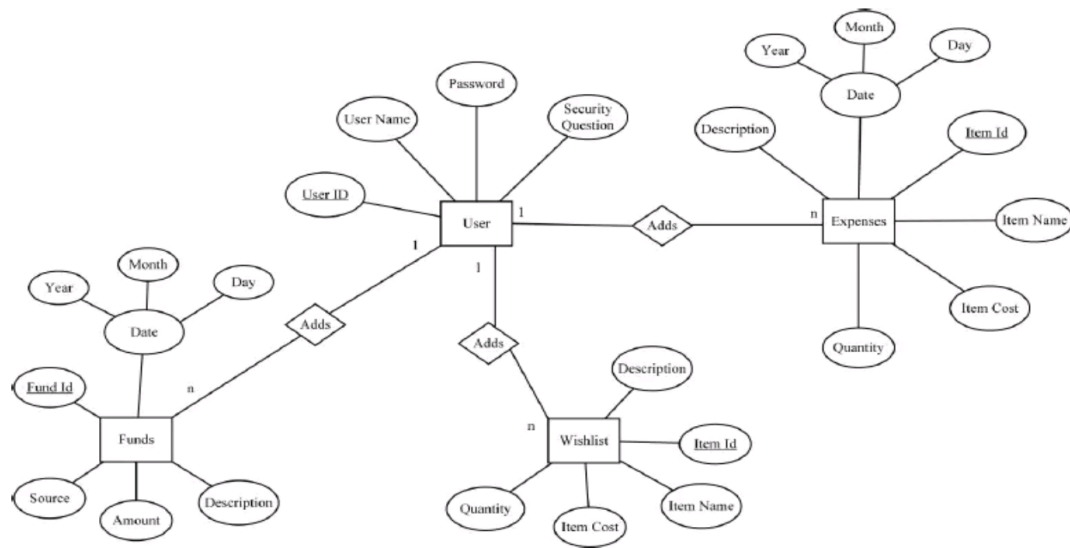 Month
Year
Day
Date
Password
User Name
Security
Question
Description
Item Id
User ID
User
1
Adds
n
Expenses
Item Name
1
1
Month
Year
Day
Date
Adds
Item Cost
Adds
Quantity
Description
n
Fund Id
Funds
n
Wishlist
Item Id
Source
Amount
Description
Quantity
Item Cost
Item Name